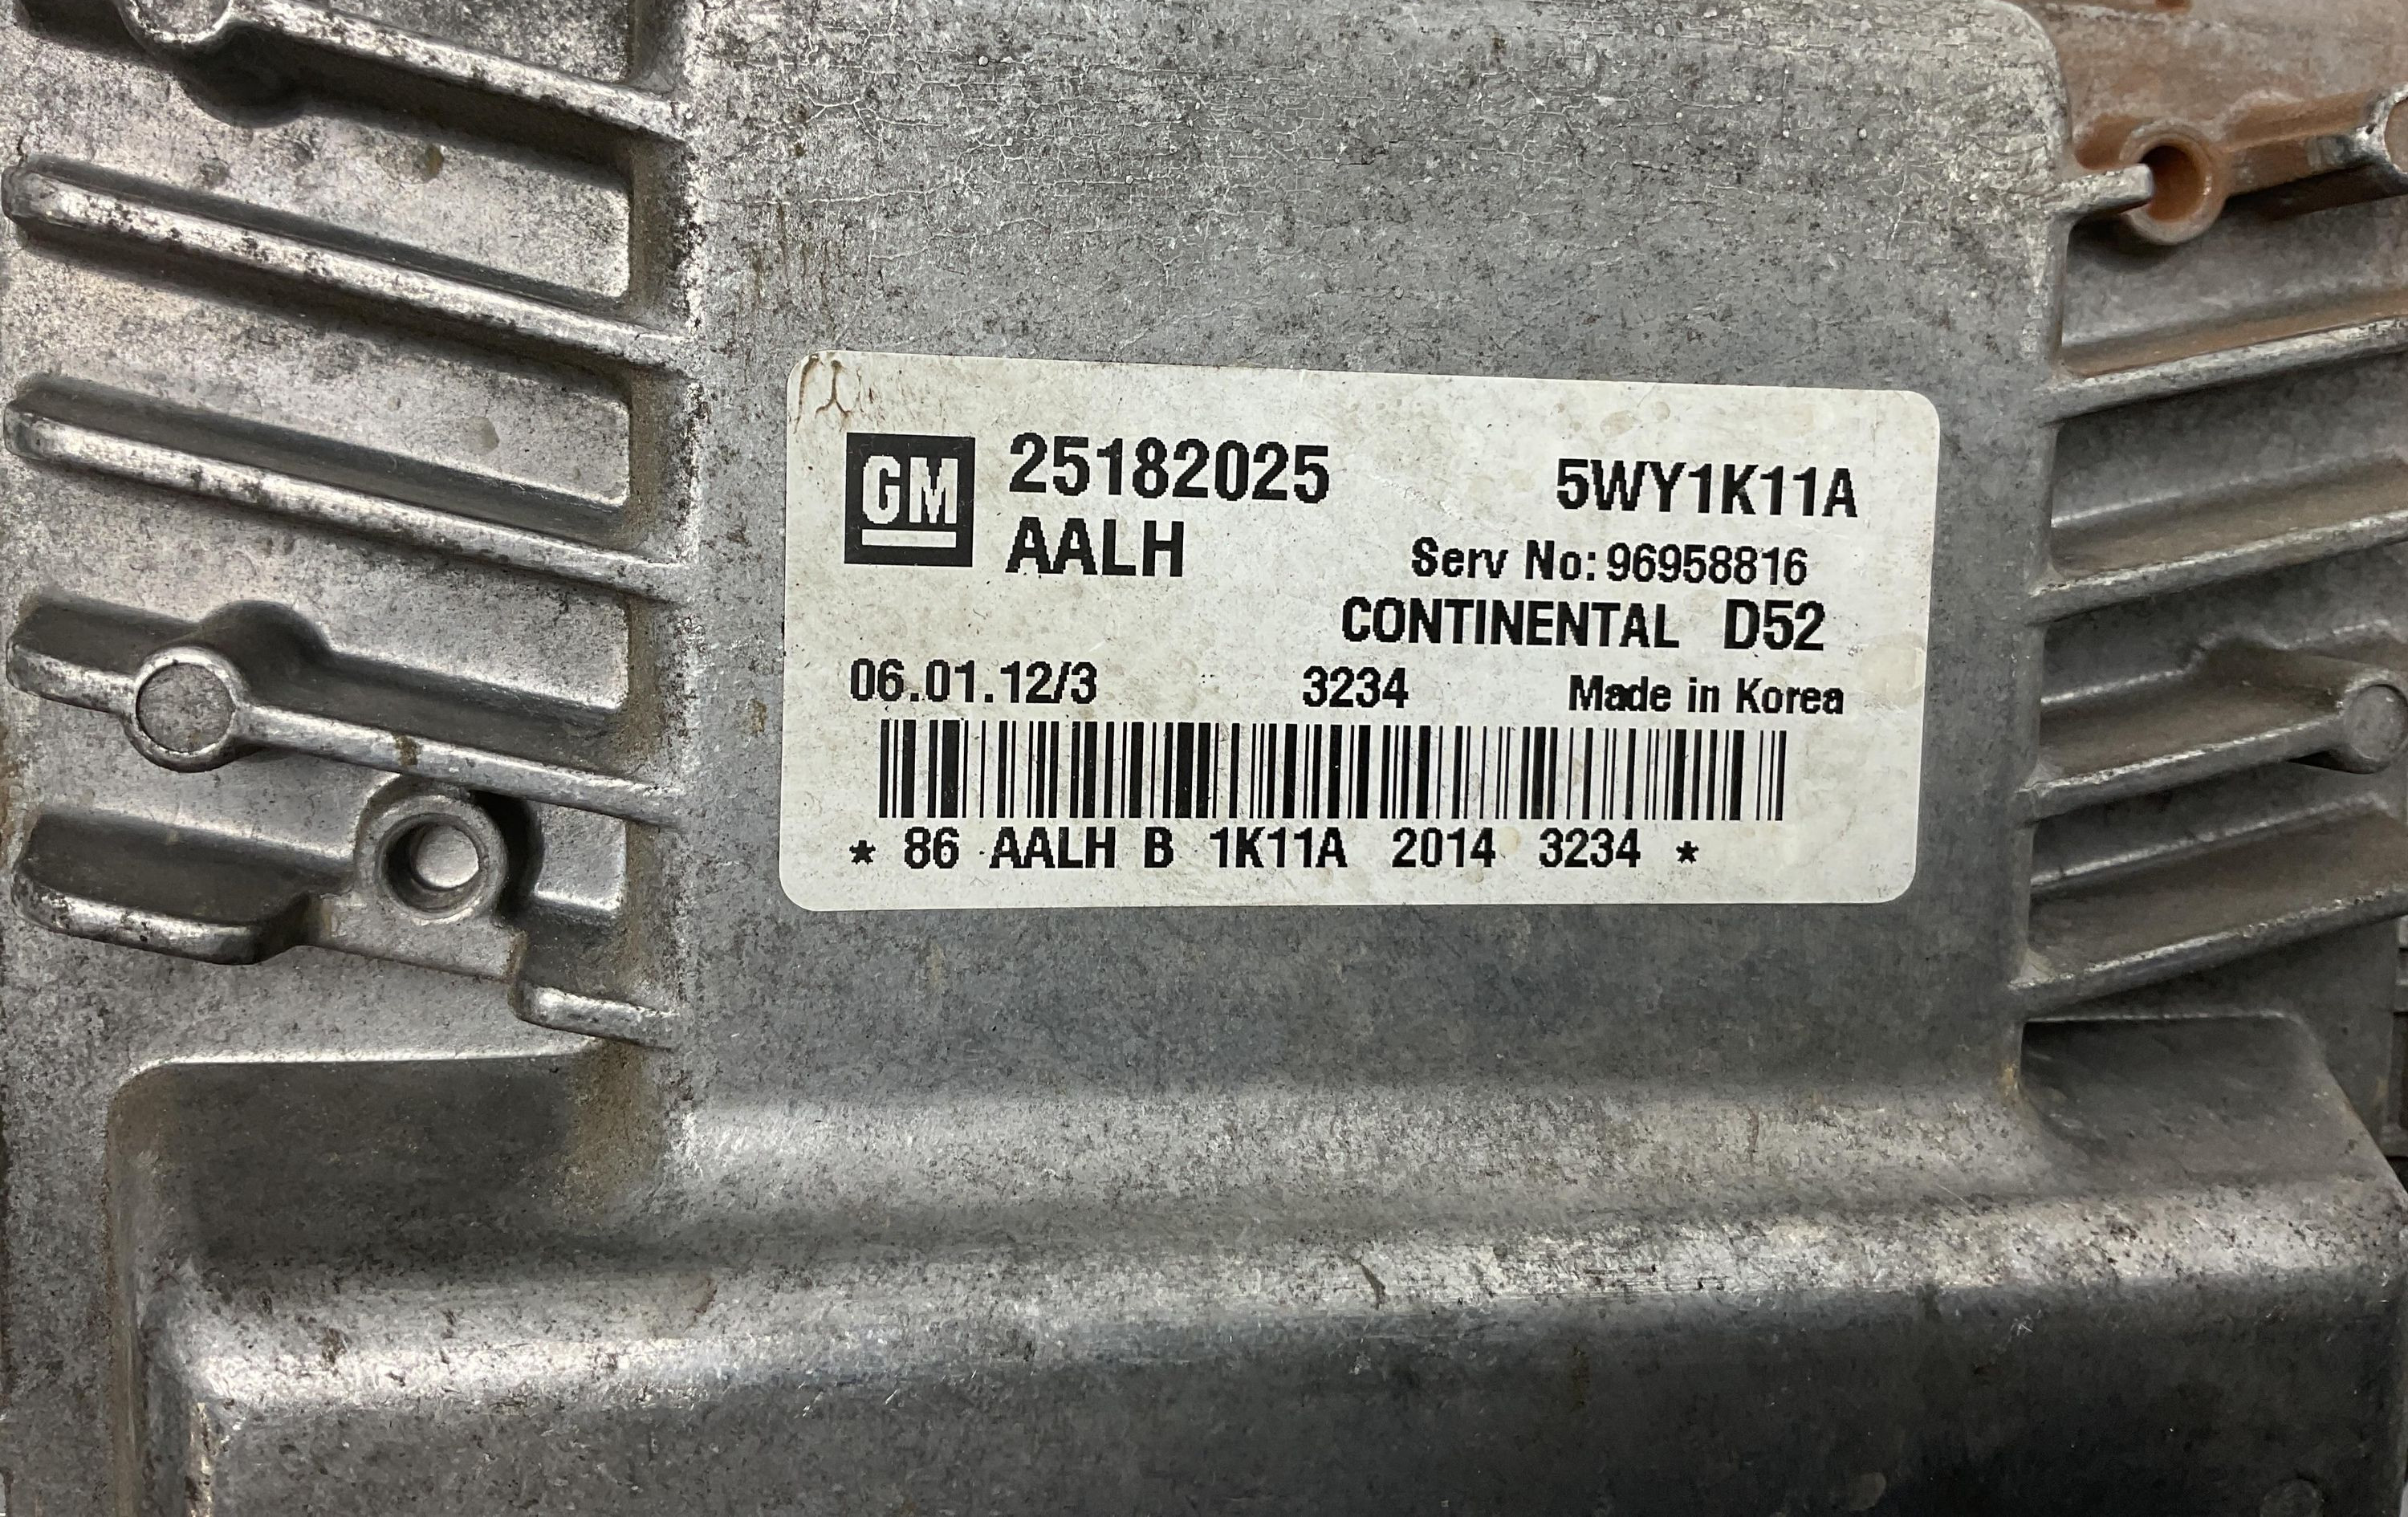 GM 25182025 5WY1K11A
AALH Serv No: 96958816
CONTINENTAL D52
06.01.12/3 3234 Made in Korea
* 86 AALH B 1K11A 2014 3234 *